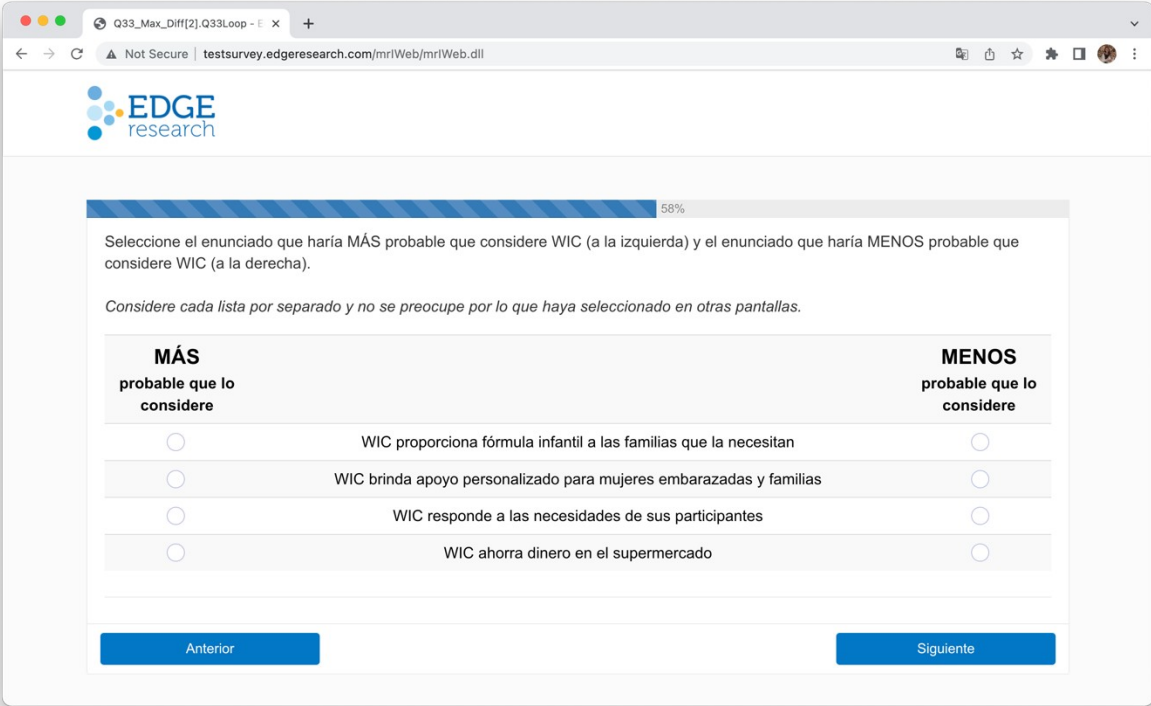 Q33_Max_Diff[2].Q33Loop - E
Not Secure | testsurvey.edgeresearch.com/mrIWeb/mrIWeb.dll
EDGE
research
58%
Seleccione el enunciado que haría MÁS probable que considere WIC (a la izquierda) y el enunciado que haría MENOS probable que
considere WIC (a la derecha).
Considere cada lista por separado y no se preocupe por lo que haya seleccionado en otras pantallas.
MÁS
probable que lo
considere
MENOS
probable que lo
considere
WIC proporciona fórmula infantil a las familias que la necesitan
WIC brinda apoyo personalizado para mujeres embarazadas y familias
WIC responde a las necesidades de sus participantes
WIC ahorra dinero en el supermercado
Anterior
Siguiente